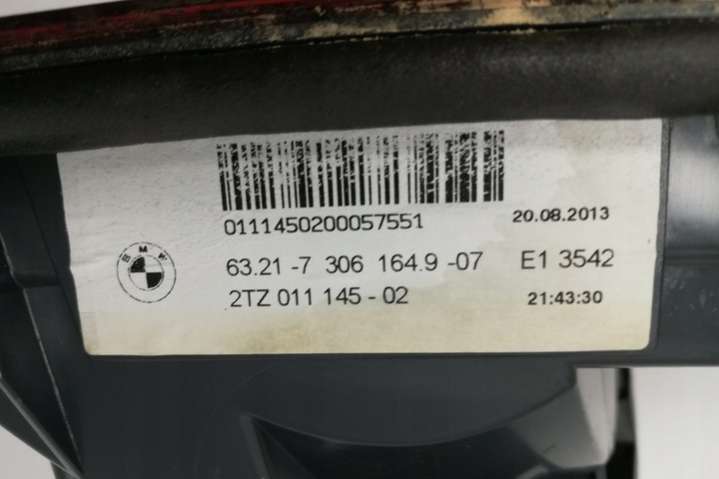 0111450200057551 20.08.2013
BMW
63.21-7 306 164.9-07 E1 3542
2TZ 011 145-02 21:43:30